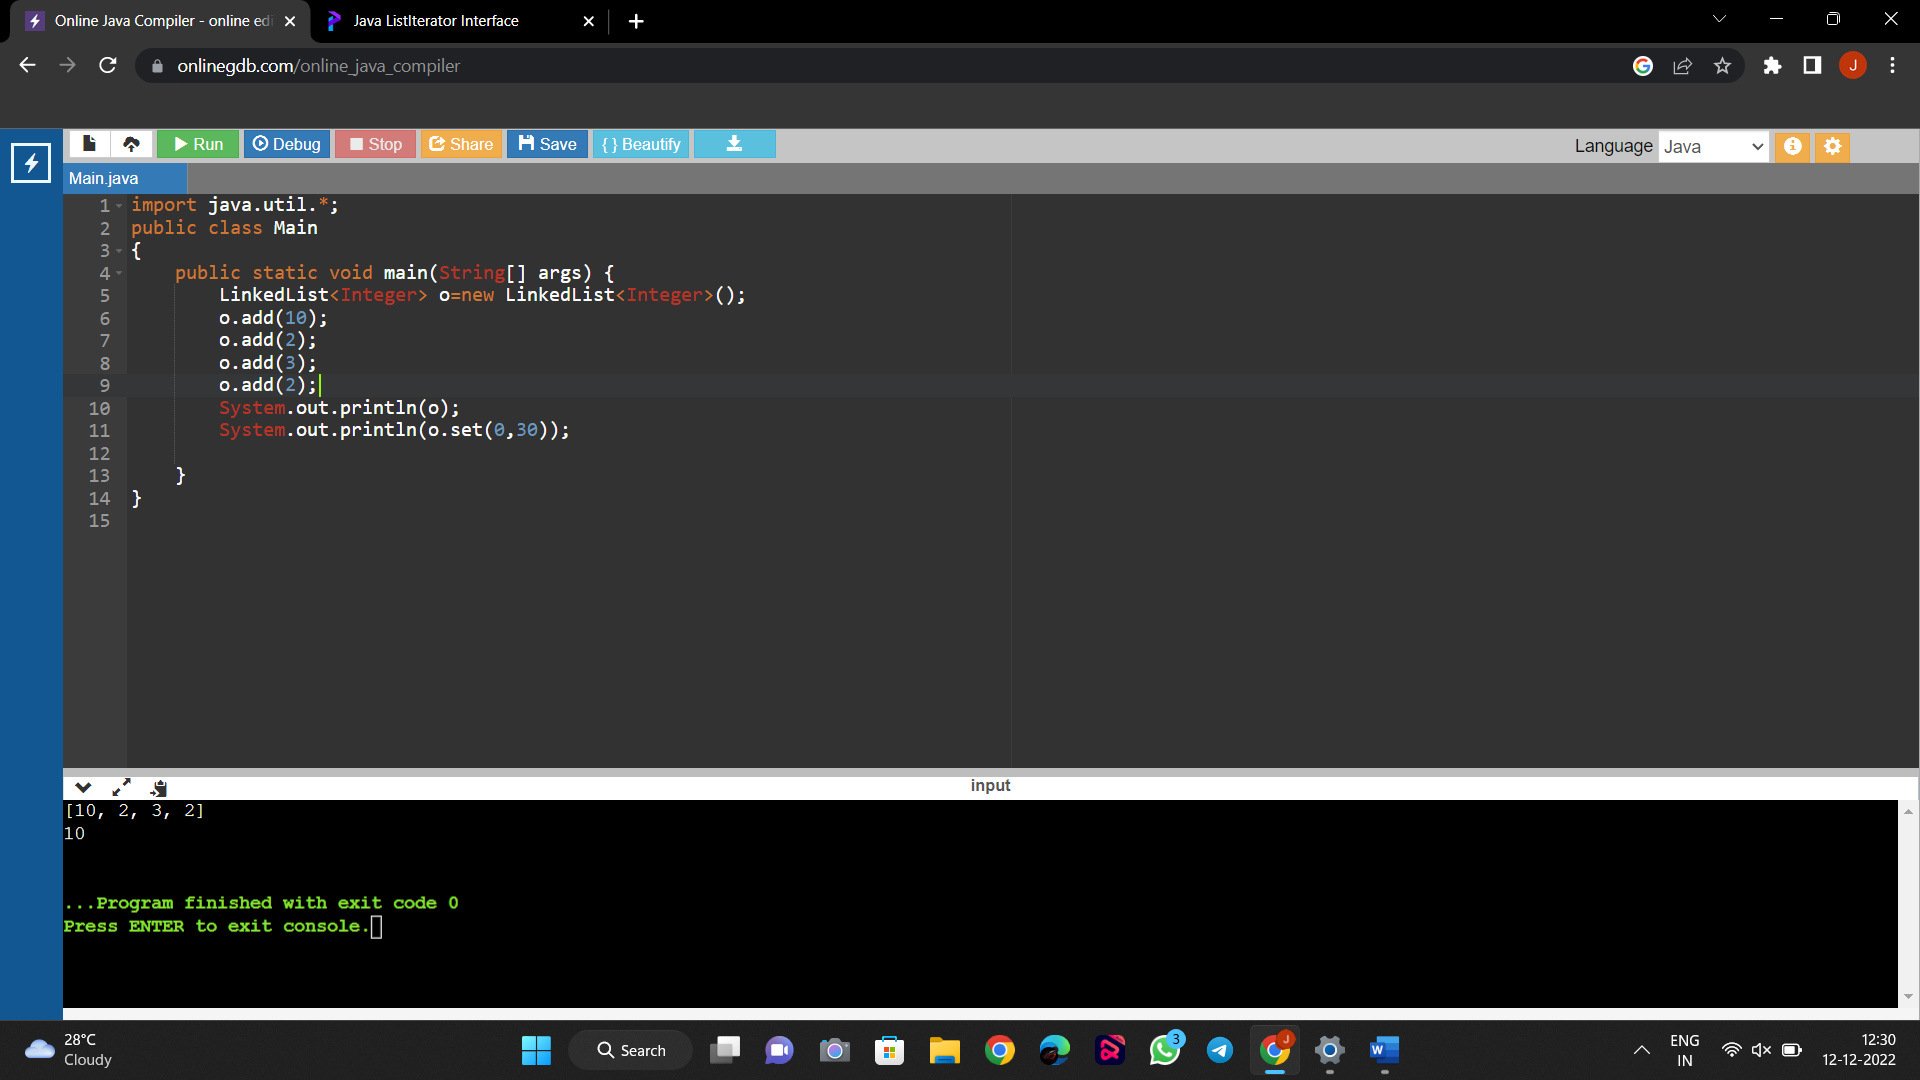 Online Java Compiler - online edi
Java ListIterator Interface
onlinegdb.com/online_java_compiler
J
Run
Debug
Stop
Share
Save
{ } Beautify
Language
Java
Main.java
1 import java.util.*;
2 public class Main
3 {
4 public static void main(String[] args) {
5 LinkedList<Integer> o=new LinkedList<Integer>();
6 o.add(10);
7 o.add(2);
8 o.add(3);
9 o.add(2);
10 System.out.println(o);
11 System.out.println(o.set(0,30));
12
13 }
14 }
15
input
[10, 2, 3, 2]
10
...Program finished with exit code 0
Press ENTER to exit console.
28°C
Cloudy
Search
3
J
W
ENG
IN
12:30
12-12-2022